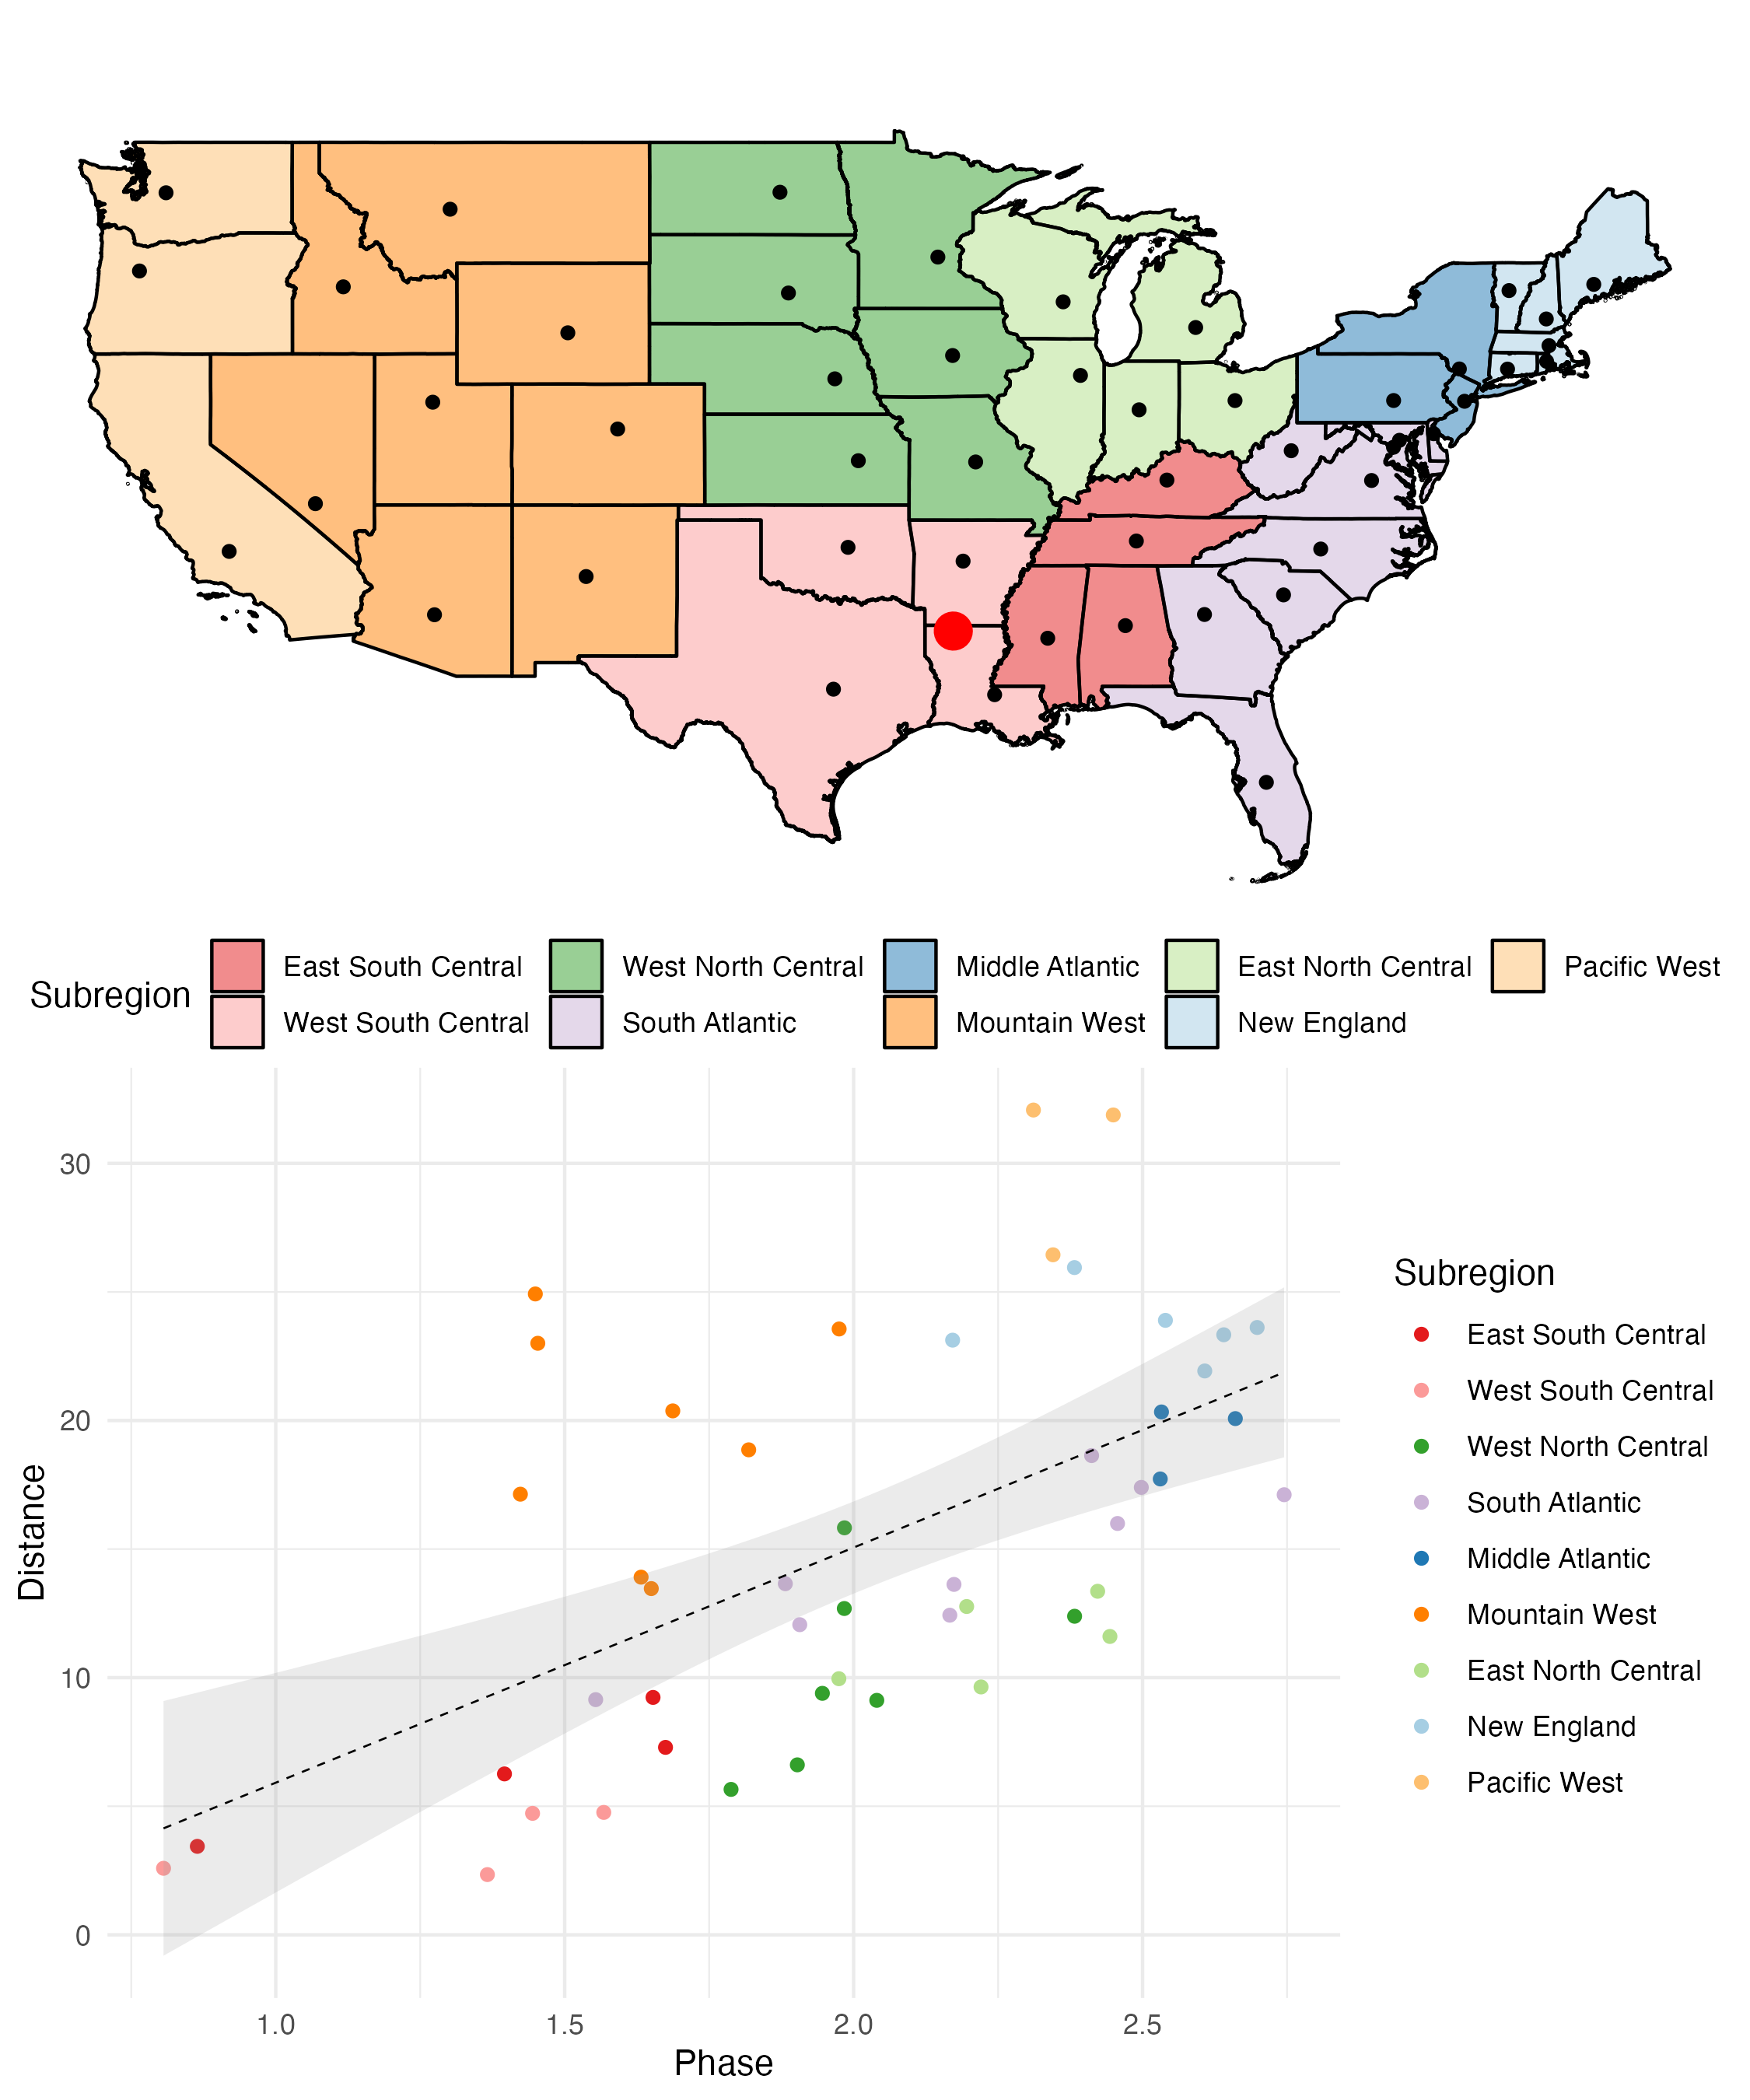 Subregion
East South Central
West North Central
Middle Atlantic
East North Central
Pacific West
West South Central
South Atlantic
Mountain West
New England
30
20
10
0
Distance
1.0
1.5
2.0
2.5
Phase
Subregion
East South Central
West South Central
West North Central
South Atlantic
Middle Atlantic
Mountain West
East North Central
New England
Pacific West